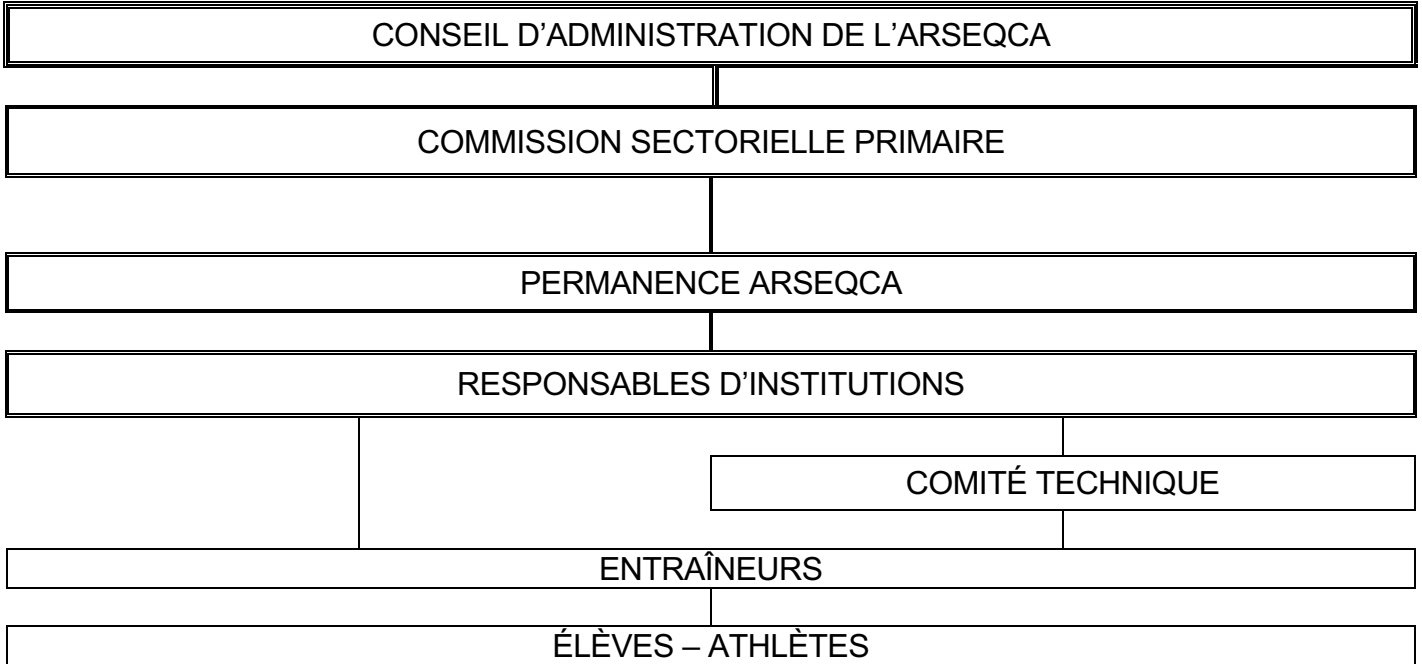 CONSEIL D’ADMINISTRATION DE L’ARSEQCA
COMMISSION SECTORIELLE PRIMAIRE
PERMANENCE ARSEQCA
RESPONSABLES D’INSTITUTIONS
COMITÉ TECHNIQUE
ENTRAÎNEURS
ÉLÈVES – ATHLÈTES